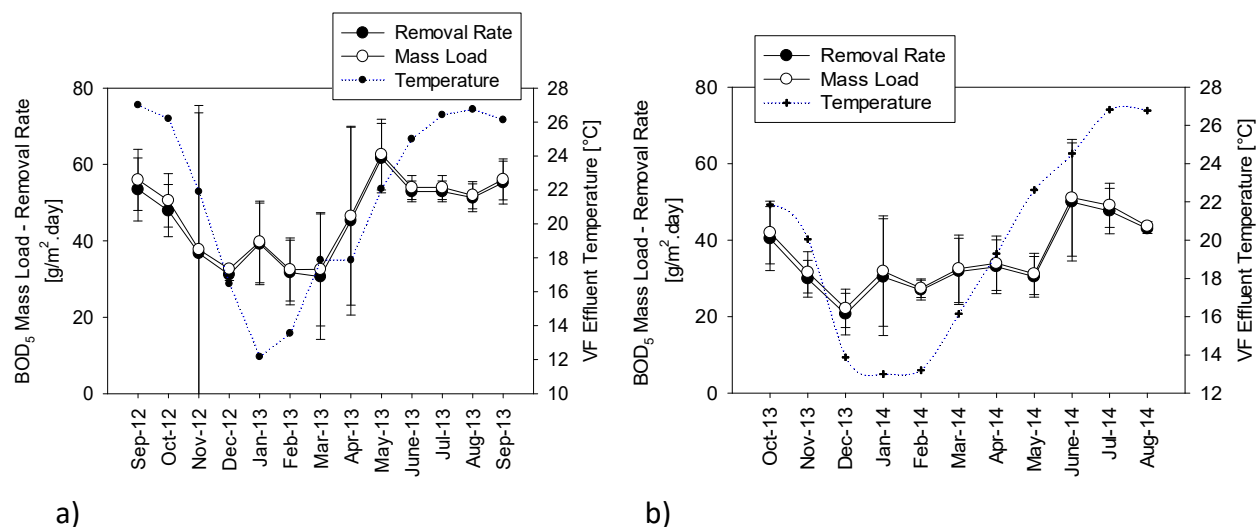 Removal Rate
Mass Load
Temperature
BOD₅ Mass Load - Removal Rate
[g/m².day]
80
60
40
20
0
28
26
24
22
20
18
16
14
12
10
VF Effluent Temperature [°C]
Sep-12
Oct-12
Nov-12
Dec-12
Jan-13
Feb-13
Mar-13
Apr-13
May-13
June-13
Jul-13
Aug-13
Sep-13
a)
Removal Rate
Mass Load
Temperature
BOD₅ Mass Load - Removal Rate
[g/m².day]
80
60
40
20
0
28
26
24
22
20
18
16
14
12
VF Effluent Temperature [°C]
Oct-13
Nov-13
Dec-13
Jan-14
Feb-14
Mar-14
Apr-14
May-14
June-14
Jul-14
Aug-14
b)